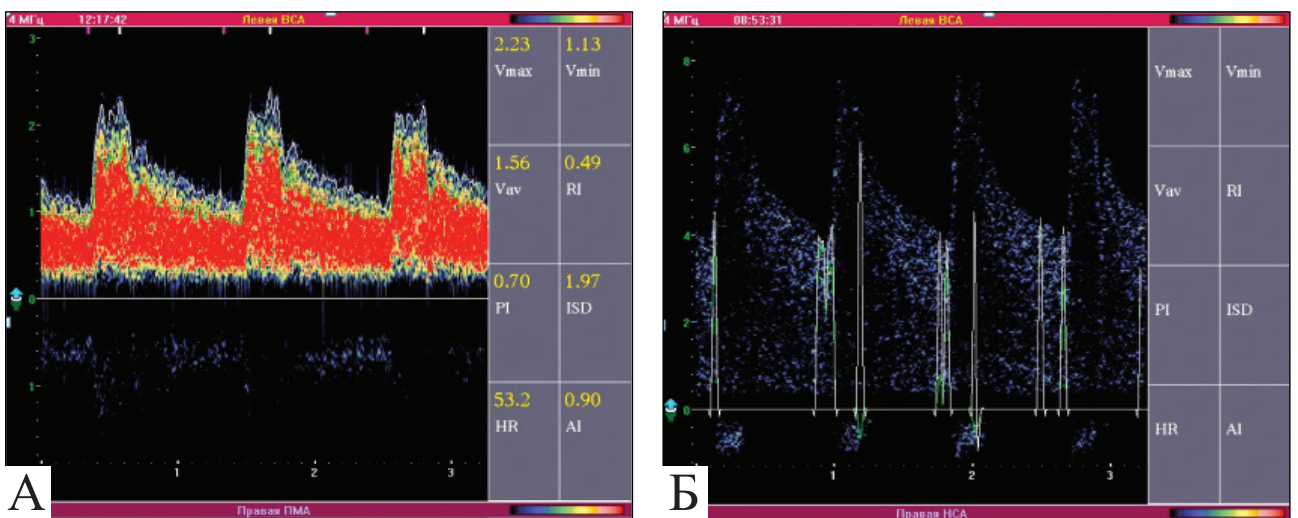 4 МГц 12:17:42 Левая ВСА
3
2
1
0
1
1 2 3
2.23 1.13
Vmax Vmin
1.56 0.49
Vav RI
0.70 1.97
PI ISD
53.2 0.90
HR AI
А
Правая ПМА
4 МГц 08:53:31 Левая ВСА
8
6
4
2
0
1 2 3
Vmax Vmin
Vav RI
PI ISD
HR AI
Б
Правая НСА